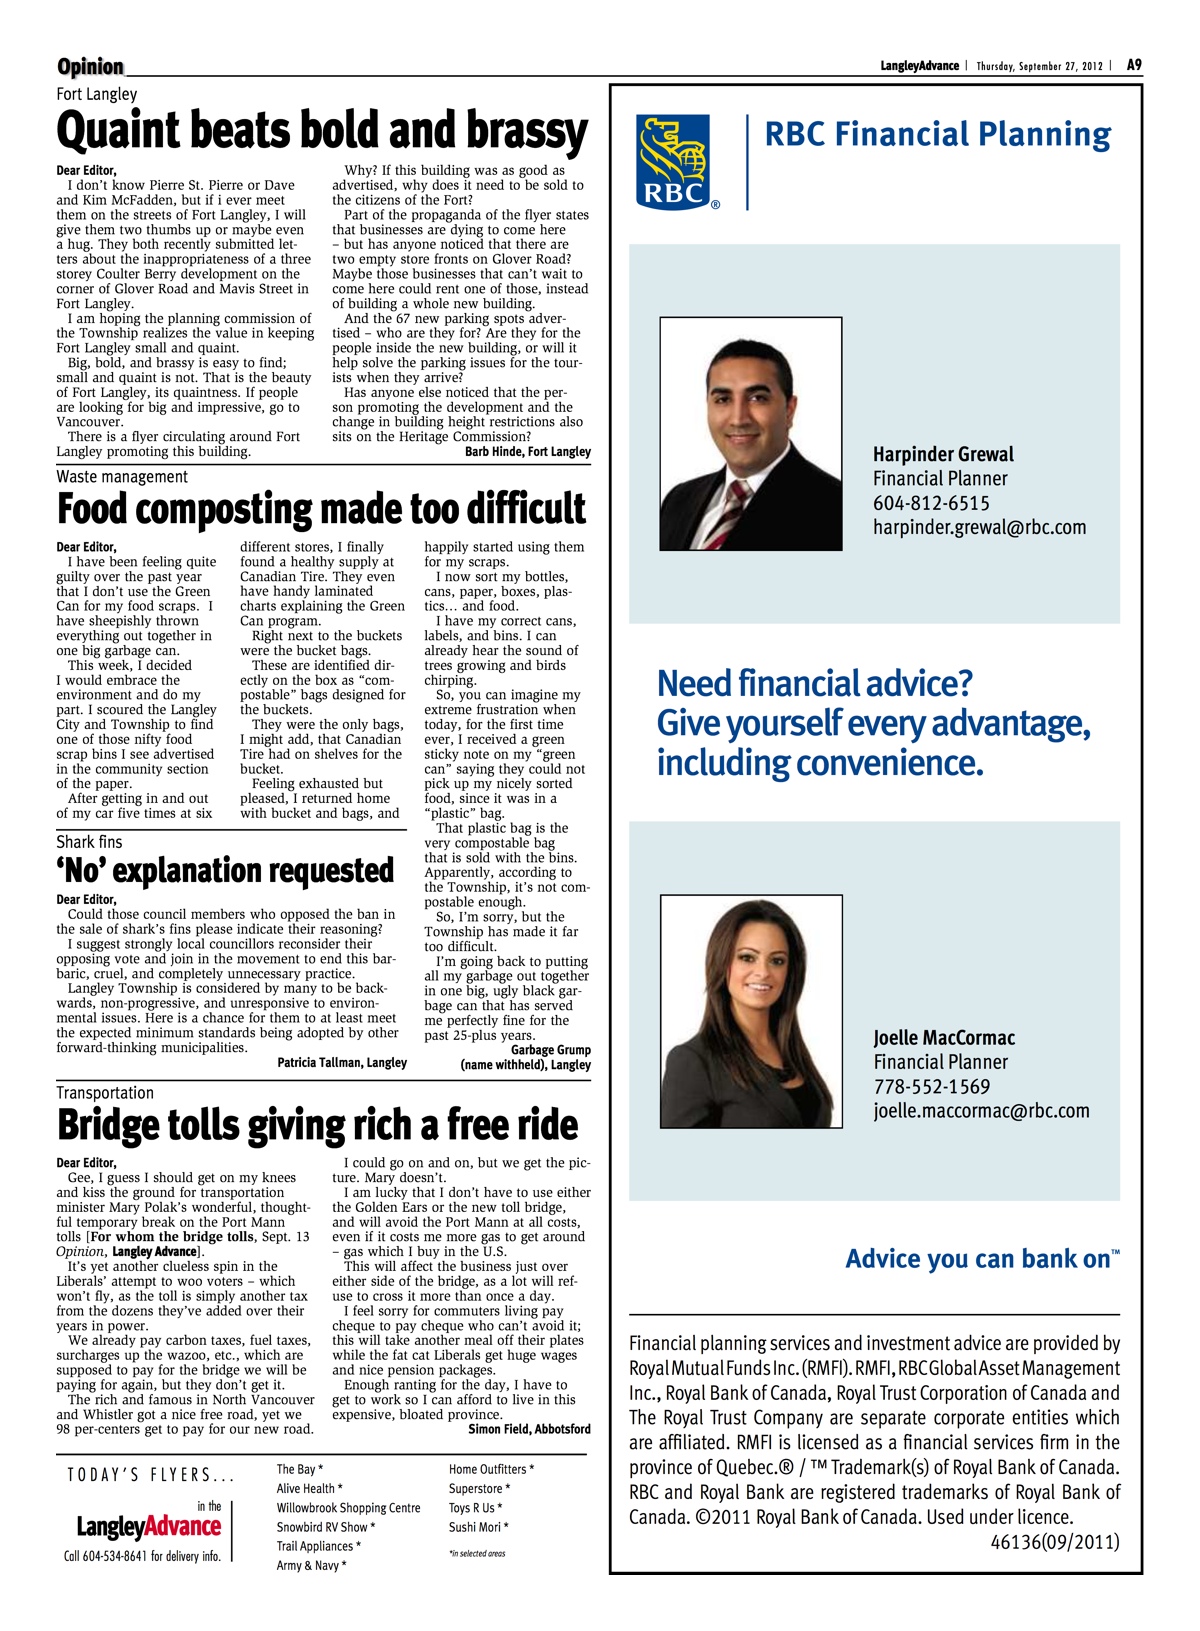 Opinion
LangleyAdvance | Thursday, September 27, 2012 | A9
Fort Langley
Quaint beats bold and brassy
Dear Editor,
I don't know Pierre St. Pierre or Dave
and Kim McFadden, but if i ever meet
them on the streets of Fort Langley, I will
give them two thumbs up or maybe even
a hug. They both recently submitted let-
ters about the inappropriateness of a three
storey Coulter Berry development on the
corner of Glover Road and Mavis Street in
Fort Langley.
I am hoping the planning commission of
the Township realizes the value in keeping
Fort Langley small and quaint.
Big, bold, and brassy is easy to find;
small and quaint is not. That is the beauty
of Fort Langley, its quaintness. If people
are looking for big and impressive, go to
Vancouver.
There is a flyer circulating around Fort
Langley promoting this building.
Why? If this building was as good as
advertised, why does it need to be sold to
the citizens of the Fort?
Part of the propaganda of the flyer states
that businesses are dying to come here
– but has anyone noticed that there are
two empty store fronts on Glover Road?
Maybe those businesses that can't wait to
come here could rent one of those, instead
of building a whole new building.
And the 67 new parking spots adver-
tised – who are they for? Are they for the
people inside the new building, or will it
help solve the parking issues for the tour-
ists when they arrive?
Has anyone else noticed that the per-
son promoting the development and the
change in building height restrictions also
sits on the Heritage Commission?
Barb Hinde, Fort Langley
Waste management
Food composting made too difficult
Dear Editor,
I have been feeling quite
guilty over the past year
that I don't use the Green
Can for my food scraps. I
have sheepishly thrown
everything out together in
one big garbage can.
This week, I decided
I would embrace the
environment and do my
part. I scoured the Langley
City and Township to find
one of those nifty food
scrap bins I see advertised
in the community section
of the paper.
After getting in and out
of my car five times at six
different stores, I finally
found a healthy supply at
Canadian Tire. They even
have handy laminated
charts explaining the Green
Can program.
Right next to the buckets
were the bucket bags.
These are identified dir-
ectly on the box as “com-
postable” bags designed for
the buckets.
They were the only bags,
I might add, that Canadian
Tire had on shelves for the
bucket.
Feeling exhausted but
pleased, I returned home
with bucket and bags, and
happily started using them
for my scraps.
I now sort my bottles,
cans, paper, boxes, plas-
tics... and food.
I have my correct cans,
labels, and bins. I can
already hear the sound of
trees growing and birds
chirping.
So, you can imagine my
extreme frustration when
today, for the first time
ever, I received a green
sticky note on my “green
can” saying they could not
pick up my nicely sorted
food, since it was in a
“plastic” bag.
That plastic bag is the
very compostable bag
that is sold with the bins.
Apparently, according to
the Township, it's not com-
postable enough.
So, I'm sorry, but the
Township has made it far
too difficult.
I'm going back to putting
all my garbage out together
in one big, ugly black gar-
bage can that has served
me perfectly fine for the
past 25-plus years.
Garbage Grump
(name withheld), Langley
Shark fins
‘No’ explanation requested
Dear Editor,
Could those council members who opposed the ban in
the sale of shark's fins please indicate their reasoning?
I suggest strongly local councillors reconsider their
opposing vote and join in the movement to end this bar-
baric, cruel, and completely unnecessary practice.
Langley Township is considered by many to be back-
wards, non-progressive, and unresponsive to environ-
mental issues. Here is a chance for them to at least meet
the expected minimum standards being adopted by other
forward-thinking municipalities.
Patricia Tallman, Langley
Transportation
Bridge tolls giving rich a free ride
Dear Editor,
Gee, I guess I should get on my knees
and kiss the ground for transportation
minister Mary Polak's wonderful, thought-
ful temporary break on the Port Mann
tolls [For whom the bridge tolls, Sept. 13
Opinion, Langley Advance].
It's yet another clueless spin in the
Liberals' attempt to woo voters – which
won't fly, as the toll is simply another tax
from the dozens they've added over their
years in power.
We already pay carbon taxes, fuel taxes,
surcharges up the wazoo, etc., which are
supposed to pay for the bridge we will be
paying for again, but they don't get it.
The rich and famous in North Vancouver
and Whistler got a nice free road, yet we
98 per-centers get to pay for our new road.
I could go on and on, but we get the pic-
ture. Mary doesn't.
I am lucky that I don't have to use either
the Golden Ears or the new toll bridge,
and will avoid the Port Mann at all costs,
even if it costs me more gas to get around
– gas which I buy in the U.S.
This will affect the business just over
either side of the bridge, as a lot will ref-
use to cross it more than once a day.
I feel sorry for commuters living pay
cheque to pay cheque who can't avoid it;
this will take another meal off their plates
while the fat cat Liberals get huge wages
and nice pension packages.
Enough ranting for the day, I have to
get to work so I can afford to live in this
expensive, bloated province.
Simon Field, Abbotsford
TODAY'S FLYERS...
in the
LangleyAdvance
Call 604-534-8641 for delivery info.
The Bay *
Alive Health *
Willowbrook Shopping Centre
Snowbird RV Show *
Trail Appliances *
Army & Navy *
Home Outfitters *
Superstore *
Toys R Us *
Sushi Mori *
*in selected areas
RBC ®
RBC Financial Planning
Harpinder Grewal
Financial Planner
604-812-6515
harpinder.grewal@rbc.com
Need financial advice?
Give yourself every advantage,
including convenience.
Joelle MacCormac
Financial Planner
778-552-1569
joelle.maccormac@rbc.com
Advice you can bank on™
Financial planning services and investment advice are provided by
Royal Mutual Funds Inc. (RMFI). RMFI, RBC Global Asset Management
Inc., Royal Bank of Canada, Royal Trust Corporation of Canada and
The Royal Trust Company are separate corporate entities which
are affiliated. RMFI is licensed as a financial services firm in the
province of Quebec.® / ™ Trademark(s) of Royal Bank of Canada.
RBC and Royal Bank are registered trademarks of Royal Bank of
Canada. ©2011 Royal Bank of Canada. Used under licence.
46136(09/2011)